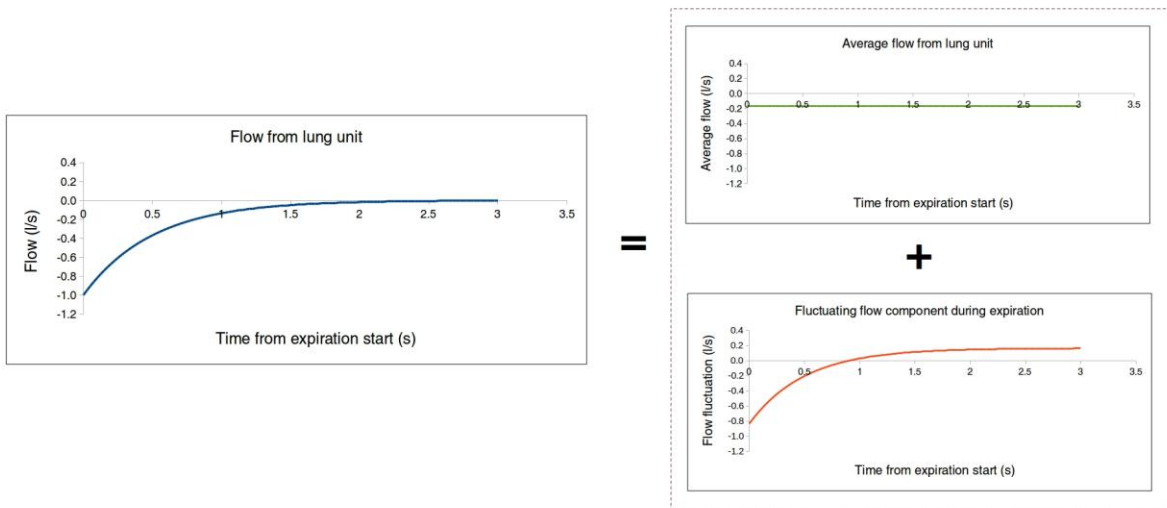 Flow from lung unit
Flow (l/s)
0.4
0.2
0.0
-0.2
-0.4
-0.6
-0.8
-1.0
-1.2
0 0.5 1 1.5 2 2.5 3 3.5
Time from expiration start (s)
=
Average flow from lung unit
Average flow (l/s)
0.4
0.2
0.0
-0.2
-0.4
-0.6
-0.8
-1.0
-1.2
0 0.5 1 1.5 2 2.5 3 3.5
Time from expiration start (s)
+
Fluctuating flow component during expiration
Flow fluctuation (l/s)
0.4
0.2
0.0
-0.2
-0.4
-0.6
-0.8
-1.0
-1.2
0 0.5 1 1.5 2 2.5 3 3.5
Time from expiration start (s)